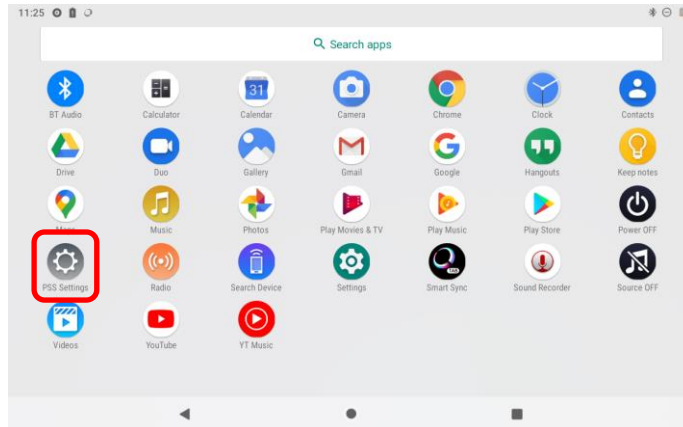 11:25
Search apps
31
BT Audio Calculator Calendar Camera Chrome Clock Contacts
Drive Duo Gallery Gmail Google Hangouts Keep notes
Maps Music Photos Play Movies & TV Play Music Play Store Power OFF
TAB
PSS Settings Radio Search Device Settings Smart Sync Sound Recorder Source OFF
Videos YouTube YT Music